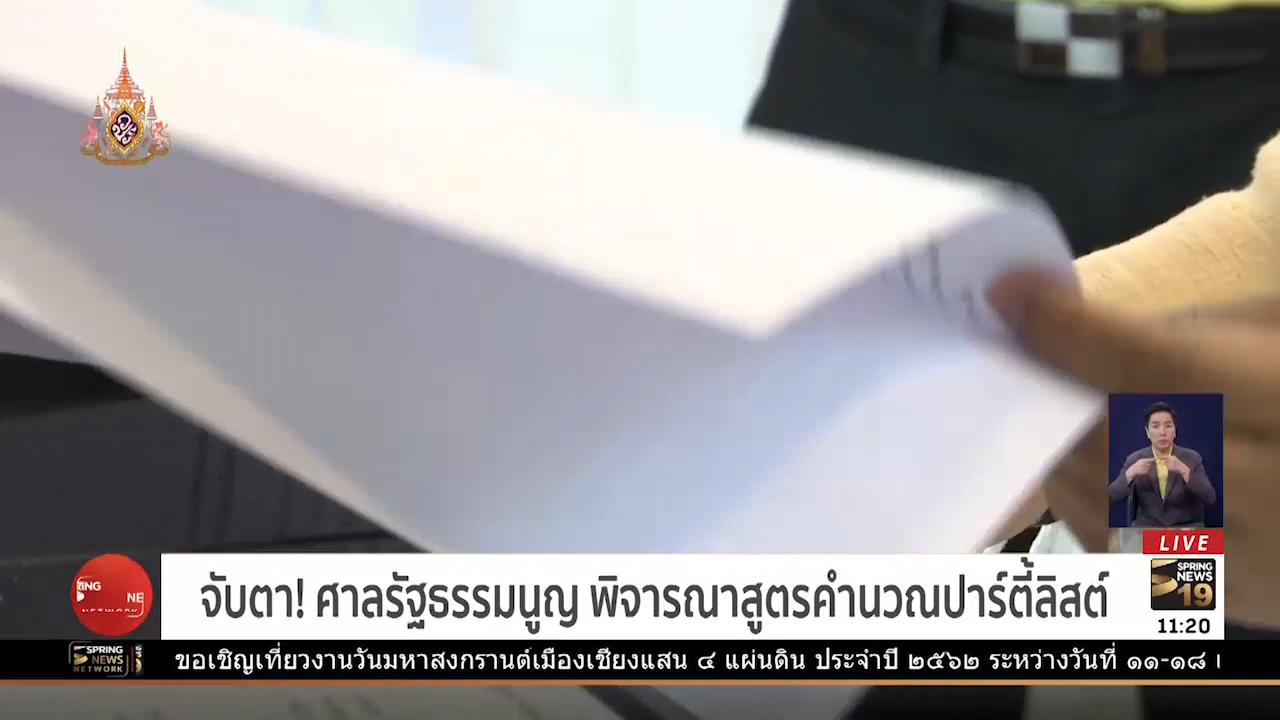 LIVE
จับตา! ศาลรัฐธรรมนูญ พิจารณาสูตรคำนวณปาร์ตี้ลิสต์
SPRING
NEWS
19
11:20
NE
NETWORK
SPRING
NEWS
NETWORK
ขอเชิญเที่ยวงานวันมหาสงกรานต์เมืองเชียงแสน ๔ แผ่นดิน ประจำปี ๒๕๖๒ ระหว่างวันที่ ๑๑-๑๘